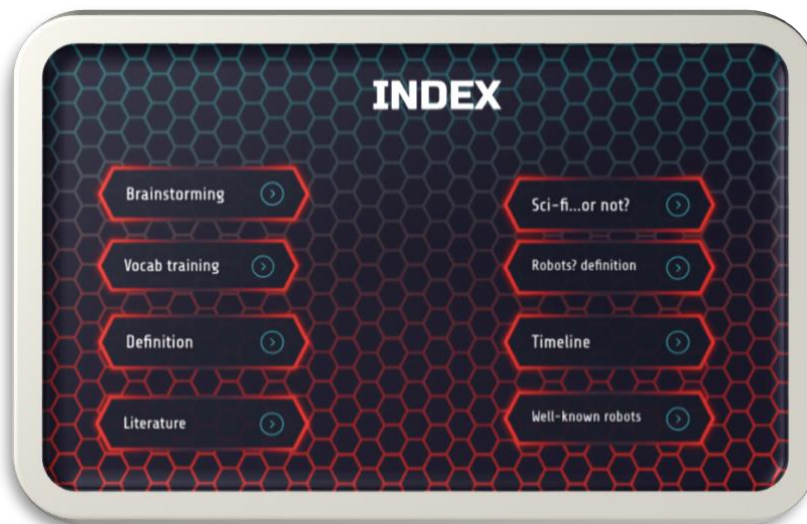 INDEX
Brainstorming
Vocab training
Definition
Literature
Sci-fi...or not?
Robots? definition
Timeline
Well-known robots